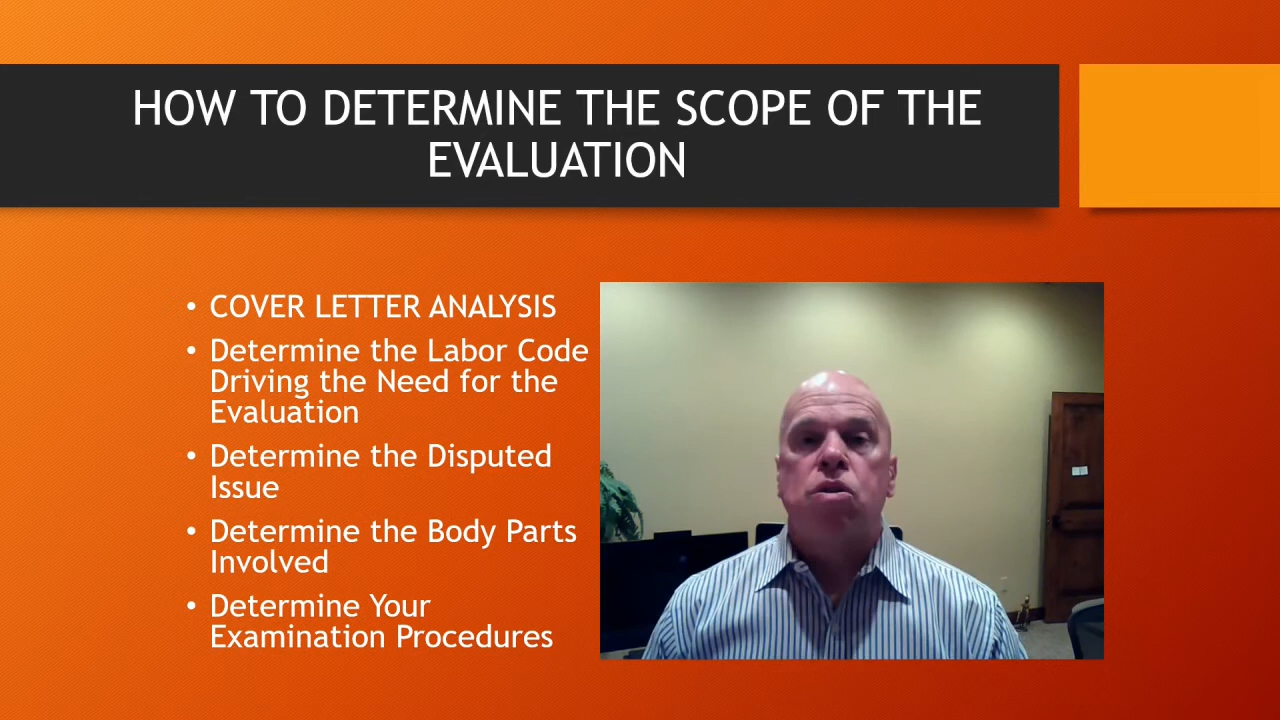 HOW TO DETERMINE THE SCOPE OF THE
EVALUATION
• COVER LETTER ANALYSIS
• Determine the Labor Code
Driving the Need for the
Evaluation
• Determine the Disputed
Issue
• Determine the Body Parts
Involved
• Determine Your
Examination Procedures